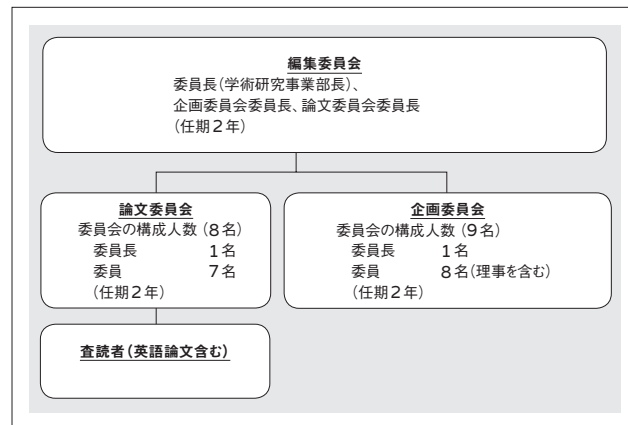 編集委員会
委員長(学術研究事業部長)、
企画委員会委員長、論文委員会委員長
(任期2年)
論文委員会
委員会の構成人数(8名)
委員長 1名
委員 7名
(任期2年)
企画委員会
委員会の構成人数(9名)
委員長 1名
委員 8名(理事を含む)
(任期2年)
査読者(英語論文含む)